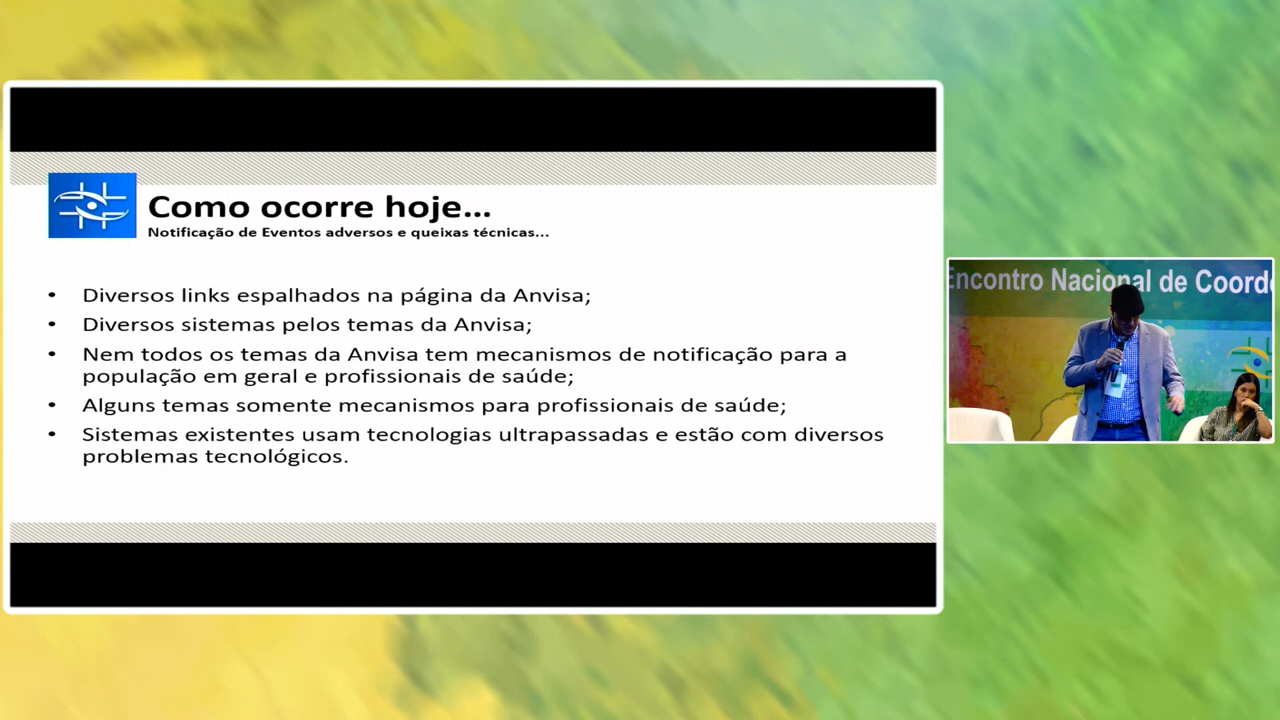 Como ocorre hoje...
Notificação de Eventos adversos e queixas técnicas...
• Diversos links espalhados na página da Anvisa;
• Diversos sistemas pelos temas da Anvisa;
• Nem todos os temas da Anvisa tem mecanismos de notificação para a
população em geral e profissionais de saúde;
• Alguns temas somente mecanismos para profissionais de saúde;
• Sistemas existentes usam tecnologias ultrapassadas e estão com diversos
problemas tecnológicos.
Encontro Nacional de Coord